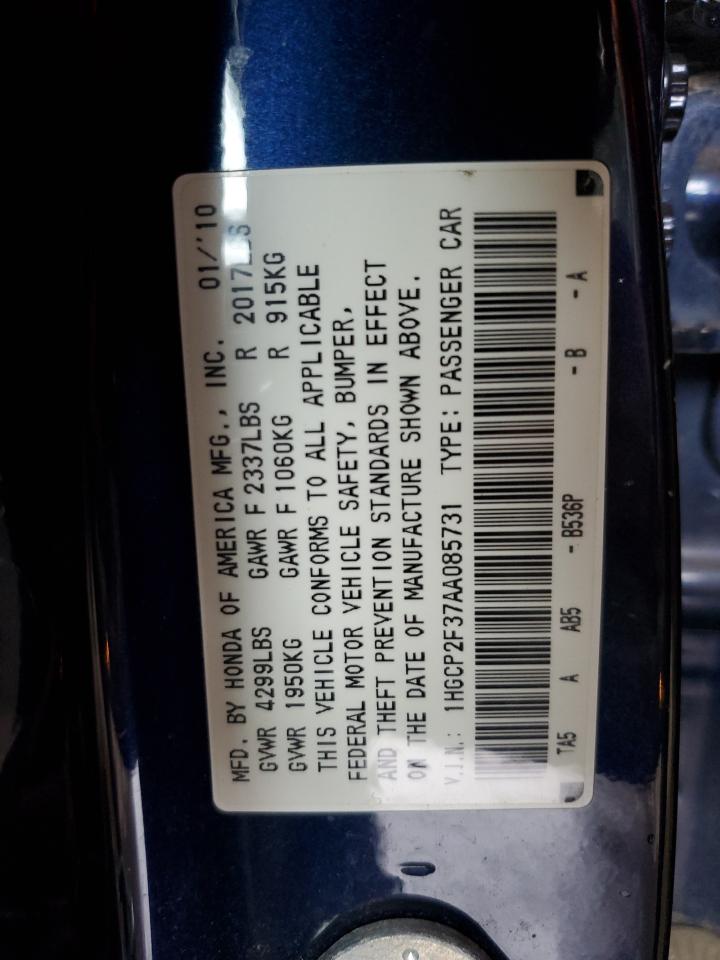 MFD. BY HONDA OF AMERICA MFG., INC. 01/'10
GVWR 4299LBS GAWR F 2337LBS R 2017LBS
GVWR 1950KG GAWR F 1060KG R 915KG
THIS VEHICLE CONFORMS TO ALL APPLICABLE
FEDERAL MOTOR VEHICLE SAFETY, BUMPER,
AND THEFT PREVENTION STANDARDS IN EFFECT
ON THE DATE OF MANUFACTURE SHOWN ABOVE.
V.I.N.: 1HGCP2F37AA085731 TYPE: PASSENGER CAR
TA5 A AB5 - B536P - B - A